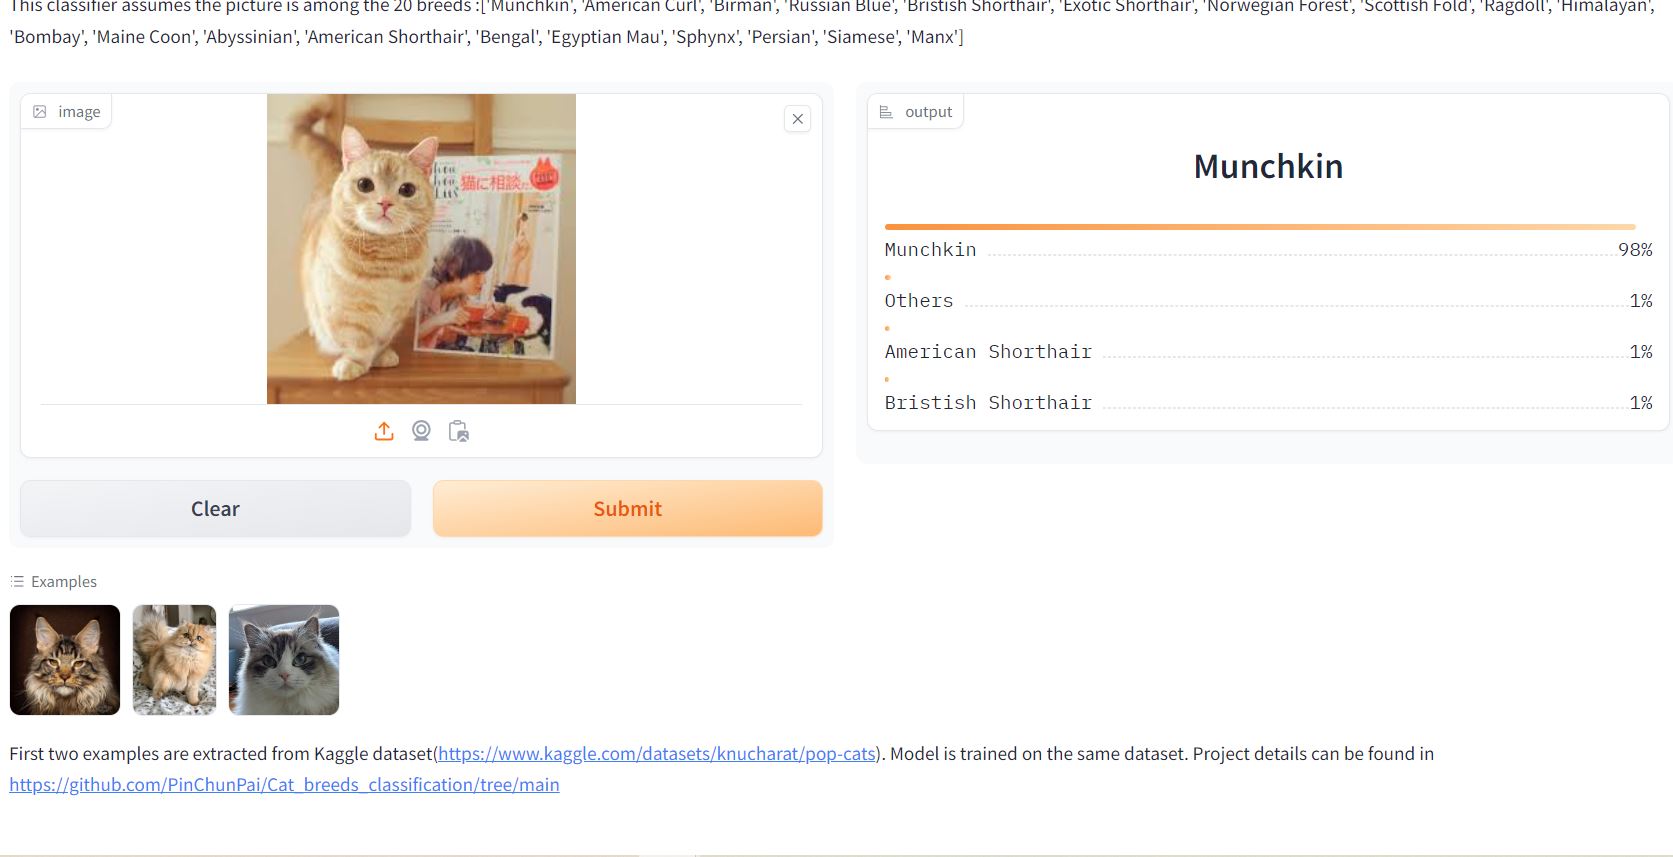 This classifier assumes the picture is among the 20 breeds :['Munchkin', 'American Curl', 'Birman', 'Russian Blue', 'Bristish Shorthair', 'Exotic Shorthair', 'Norwegian Forest', 'Scottish Fold', 'Ragdoll', 'Himalayan',
'Bombay', 'Maine Coon', 'Abyssinian', 'American Shorthair', 'Bengal', 'Egyptian Mau', 'Sphynx', 'Persian', 'Siamese', 'Manx']
image
猫に相談
output
Munchkin
Munchkin 98%
Others 1%
American Shorthair 1%
Bristish Shorthair 1%
Clear
Submit
Examples
First two examples are extracted from Kaggle dataset(https://www.kaggle.com/datasets/knucharat/pop-cats). Model is trained on the same dataset. Project details can be found in
https://github.com/PinChunPai/Cat_breeds_classification/tree/main